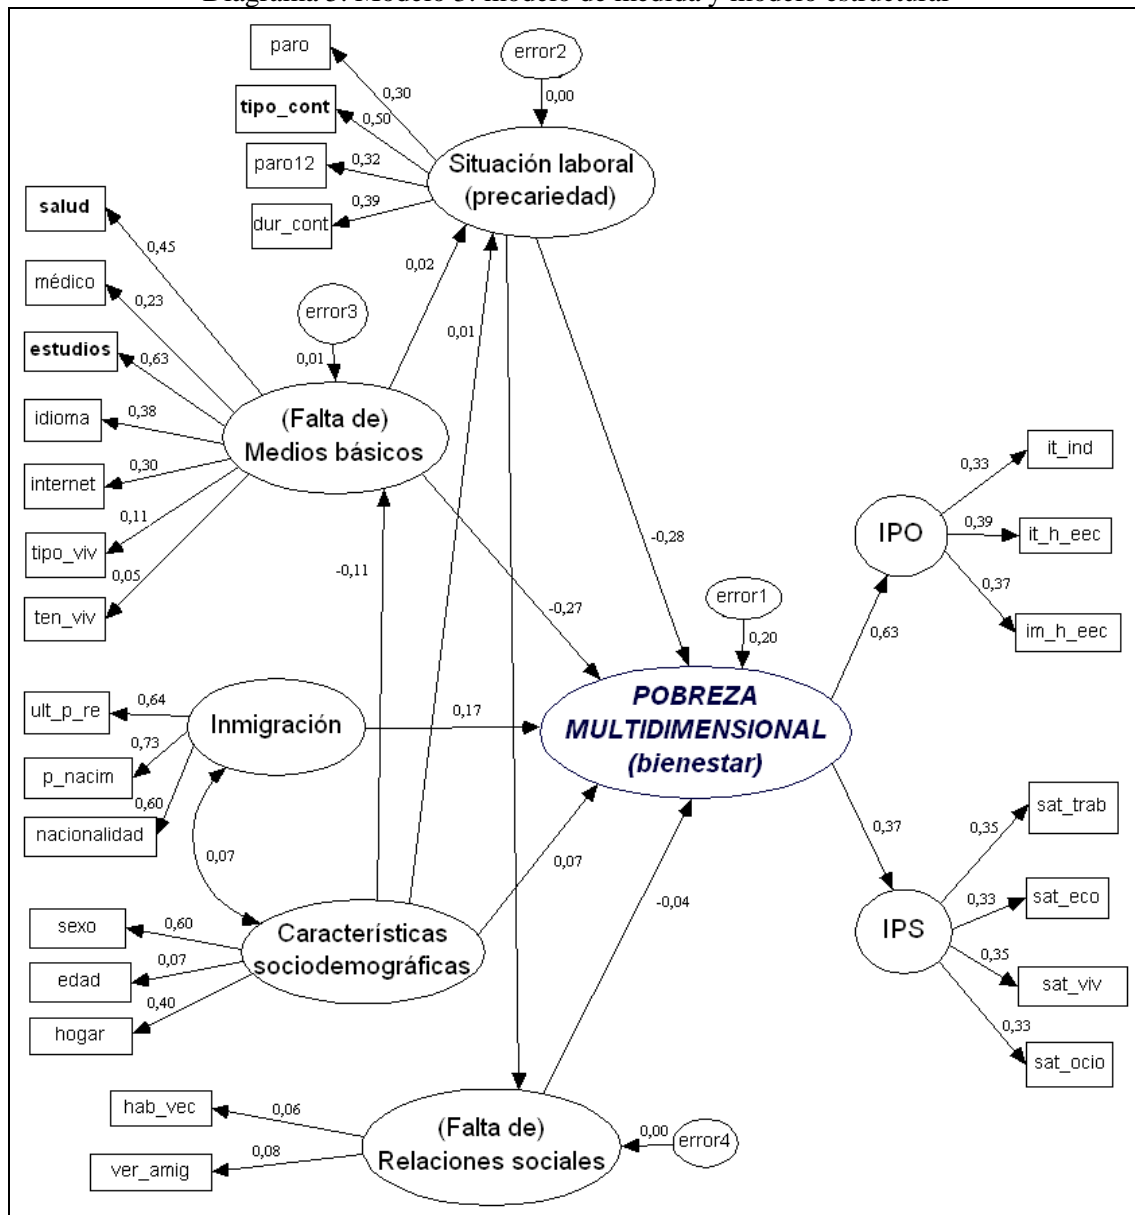 Diagrama 3. Modelo 3: modelo de medida y modelo estructural
paro
error2
0,30
0,00
tipo_cont
0,50
Situación laboral
(precariedad)
paro12
0,32
dur_cont
0,39
salud
0,45
0,02
0,01
médico
0,23
error3
0,01
estudios
0,63
(Falta de)
Medios básicos
idioma
0,38
internet
0,30
tipo_viv
0,11
ten_viv
0,05
-0,11
-0,28
-0,27
it_ind
0,33
IPO
it_h_eec
0,39
im_h_eec
0,37
error1
0,20
0,63
ult_p_re
0,64
Inmigración
0,17
POBREZA
MULTIDIMENSIONAL
(bienestar)
p_nacim
0,73
nacionalidad
0,60
0,07
0,07
0,37
sat_trab
0,35
sat_eco
0,33
IPS
sat_viv
0,35
sat_ocio
0,33
-0,04
sexo
0,60
Características
sociodemográficas
edad
0,07
hogar
0,40
hab_vec
0,06
(Falta de)
Relaciones sociales
0,00
error4
ver_amig
0,08